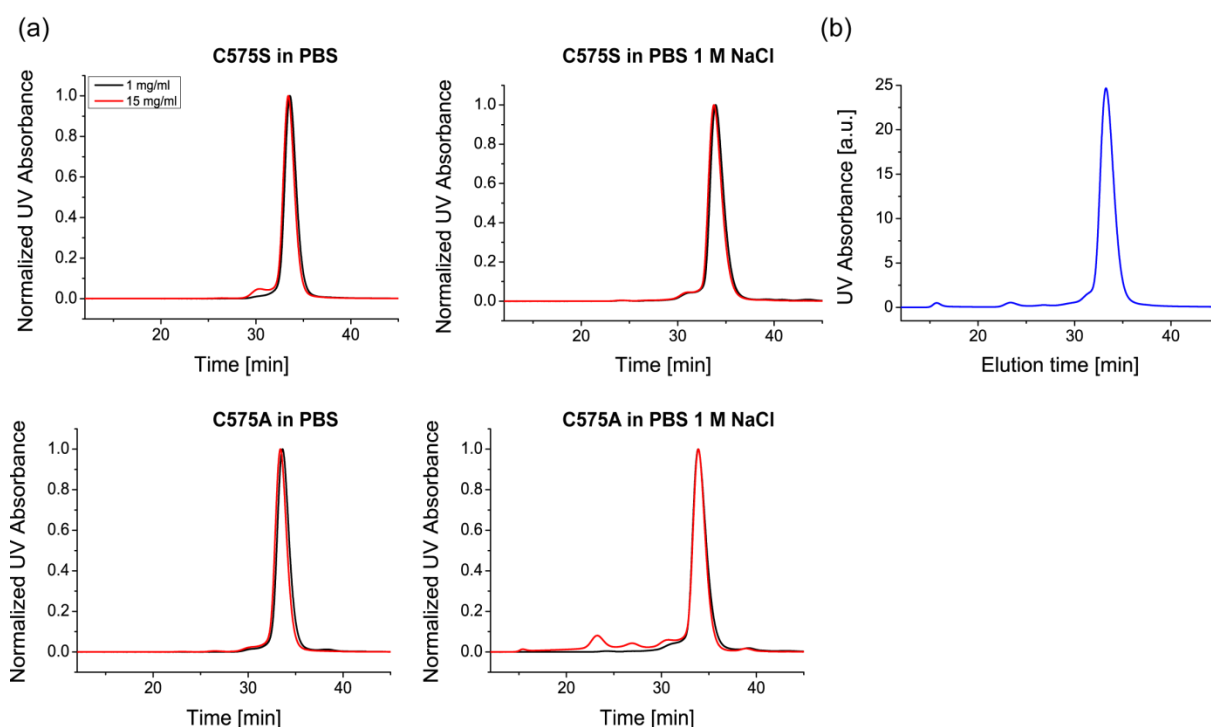 (a)
C575S in PBS
1 mg/ml
15 mg/ml
1.0
0.8
0.6
0.4
0.2
0.0
Normalized UV Absorbance
20
30
40
Time [min]
C575S in PBS 1 M NaCl
1.0
0.8
0.6
0.4
0.2
0.0
Normalized UV Absorbance
20
30
40
Time [min]
(b)
25
20
15
10
5
0
UV Absorbance [a.u.]
20
30
40
Elution time [min]
C575A in PBS
1.0
0.8
0.6
0.4
0.2
0.0
Normalized UV Absorbance
20
30
40
Time [min]
C575A in PBS 1 M NaCl
1.0
0.8
0.6
0.4
0.2
0.0
Normalized UV Absorbance
20
30
40
Time [min]